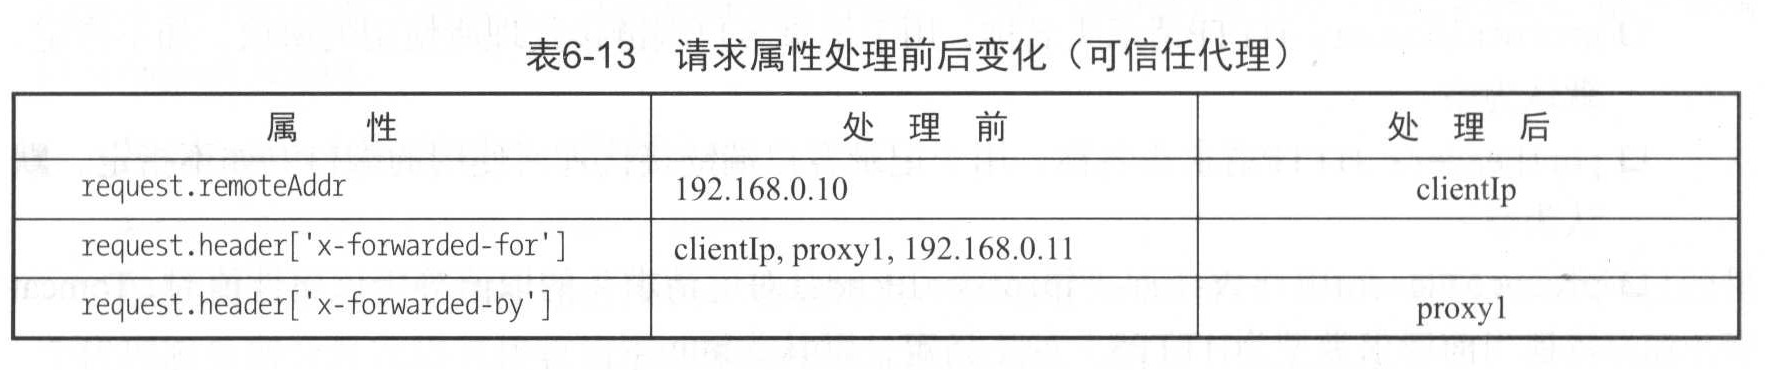 表6-13 请求属性处理前后变化（可信任代理）
属 性 处 理 前 处 理 后
request.remoteAddr 192.168.0.10 clientIp
request.header['x-forwarded-for'] clientIp, proxy1, 192.168.0.11
request.header['x-forwarded-by'] proxy1